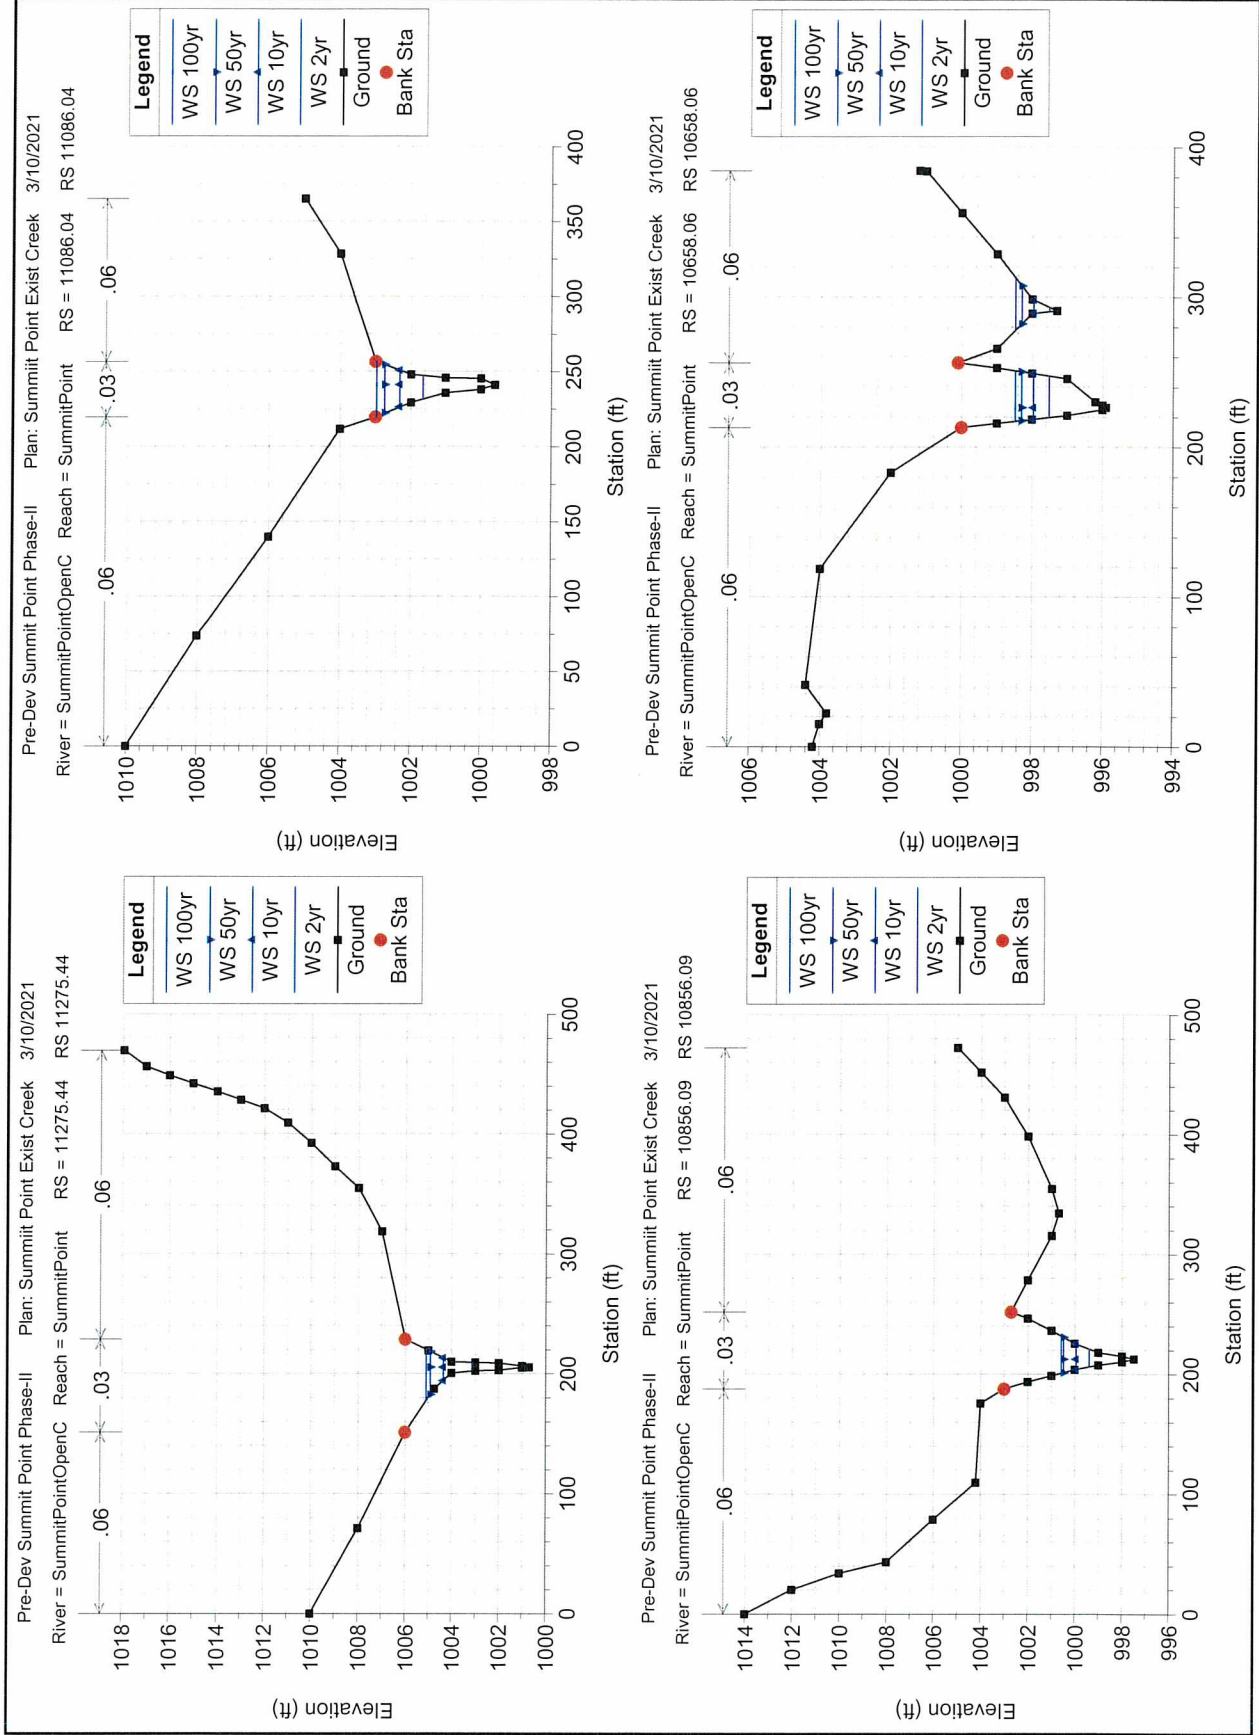 Pre-Dev Summit Point Phase-II Plan: Summiit Point Exist Creek 3/10/2021
River = SummitPointOpenC Reach = SummitPoint RS = 11275.44 RS 11275.44
.06
.03
.06
Legend
WS 100yr
WS 50yr
WS 10yr
WS 2yr
Ground
Bank Sta
Elevation (ft)
1018
1016
1014
1012
1010
1008
1006
1004
1002
1000
0
100
200
300
400
500
Station (ft)
Pre-Dev Summit Point Phase-II Plan: Summiit Point Exist Creek 3/10/2021
River = SummitPointOpenC Reach = SummitPoint RS = 11086.04 RS 11086.04
.06
.03
.06
Legend
WS 100yr
WS 50yr
WS 10yr
WS 2yr
Ground
Bank Sta
Elevation (ft)
1010
1008
1006
1004
1002
1000
998
0
50
100
150
200
250
300
350
400
Station (ft)
Pre-Dev Summit Point Phase-II Plan: Summiit Point Exist Creek 3/10/2021
River = SummitPointOpenC Reach = SummitPoint RS = 10856.09 RS 10856.09
.06
.03
.06
Legend
WS 100yr
WS 50yr
WS 10yr
WS 2yr
Ground
Bank Sta
Elevation (ft)
1014
1012
1010
1008
1006
1004
1002
1000
998
996
0
100
200
300
400
500
Station (ft)
Pre-Dev Summit Point Phase-II Plan: Summiit Point Exist Creek 3/10/2021
River = SummitPointOpenC Reach = SummitPoint RS = 10658.06 RS 10658.06
.06
.03
.06
Legend
WS 100yr
WS 50yr
WS 10yr
WS 2yr
Ground
Bank Sta
Elevation (ft)
1006
1004
1002
1000
998
996
994
0
100
200
300
400
Station (ft)